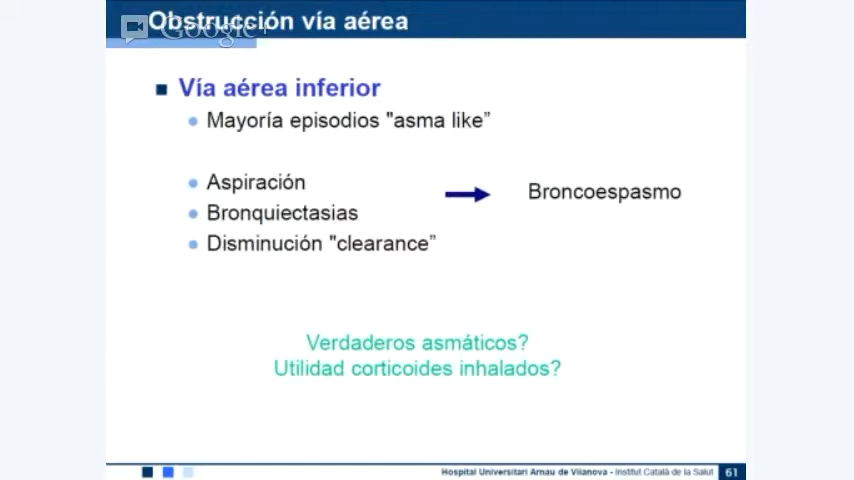 Obstrucción vía aérea
Google+
Vía aérea inferior
Mayoría episodios "asma like”
Aspiración
Bronquiectasias
Disminución "clearance”
Broncoespasmo
Verdaderos asmáticos?
Utilidad corticoides inhalados?
Hospital Universitari Arnau de Vilanova - Institut Català de la Salut
61